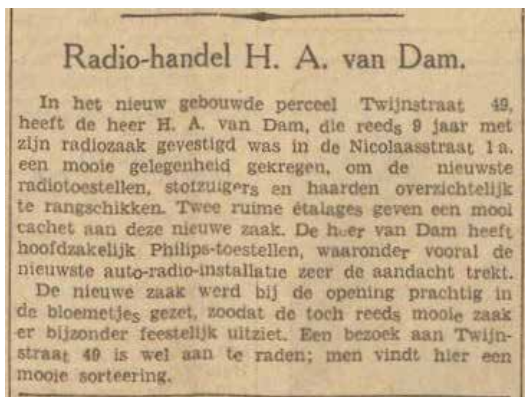 Radio-handel H. A. van Dam.
In het nieuw gebouwde perceel Twijnstraat 49,
heeft de heer H. A. van Dam, die reeds 9 jaar met
zijn radiozaak gevestigd was in de Nicolaasstraat 1a.
een mooie gelegenheid gekregen, om de nieuwste
radiotoestellen, stofzuigers en haarden overzichtelijk
te rangschikken. Twee ruime étalages geven een mooi
cachet aan deze nieuwe zaak. De heer van Dam heeft
hoofdzakelijk Philips-toestellen, waaronder vooral de
nieuwste auto-radio-installatie zeer de aandacht trekt.
De nieuwe zaak werd bij de opening prachtig in
de bloemetjes gezet, zoodat de toch reeds mooie zaak
er bijzonder feestelijk uitziet. Een bezoek aan Twijn-
straat 49 is wel aan te raden; men vindt hier een
mooie sorteering.